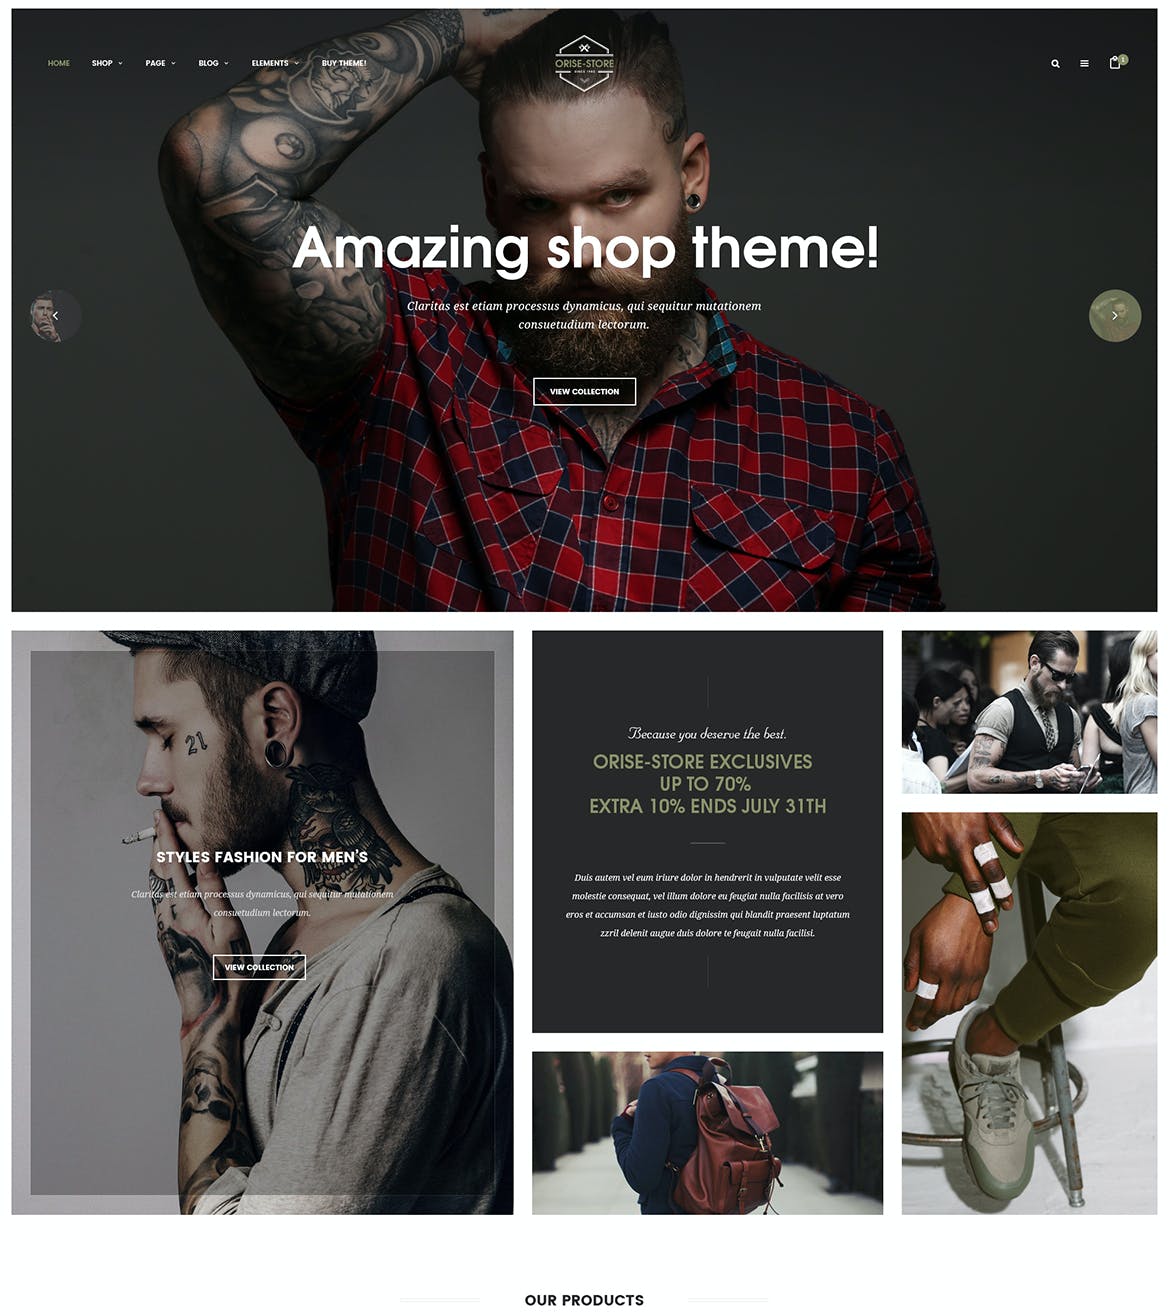 HOME SHOP PAGE BLOG ELEMENTS BUY THEME!
ORISE-STORE
SINCE 1982
1
Amazing shop theme!
Claritas est etiam processus dynamicus, qui sequitur mutationem
consuetudium lectorum.
VIEW COLLECTION
21
STYLES FASHION FOR MEN'S
Claritas est etiam processus dynamicus, qui sequitur mutationem
consuetudium lectorum.
VIEW COLLECTION
Because you deserve the best.
ORISE-STORE EXCLUSIVES
UP TO 70%
EXTRA 10% ENDS JULY 31TH
Duis autem vel eum iriure dolor in hendrerit in vulputate velit esse
molestie consequat, vel illum dolore eu feugiat nulla facilisis at vero
eros et accumsan et iusto odio dignissim qui blandit praesent luptatum
zzril delenit augue duis dolore te feugait nulla facilisi.
OUR PRODUCTS